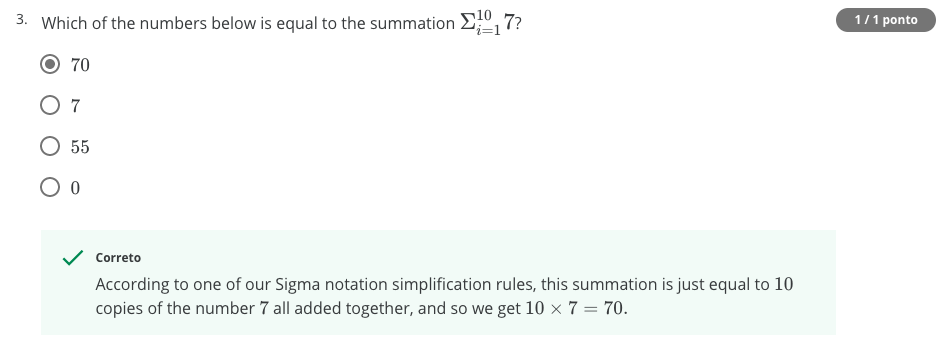 3. Which of the numbers below is equal to the summation $\Sigma_{i=1}^{10} 7$?
1 / 1 ponto
70
7
55
0
Correto
According to one of our Sigma notation simplification rules, this summation is just equal to 10
copies of the number 7 all added together, and so we get 10 × 7 = 70.